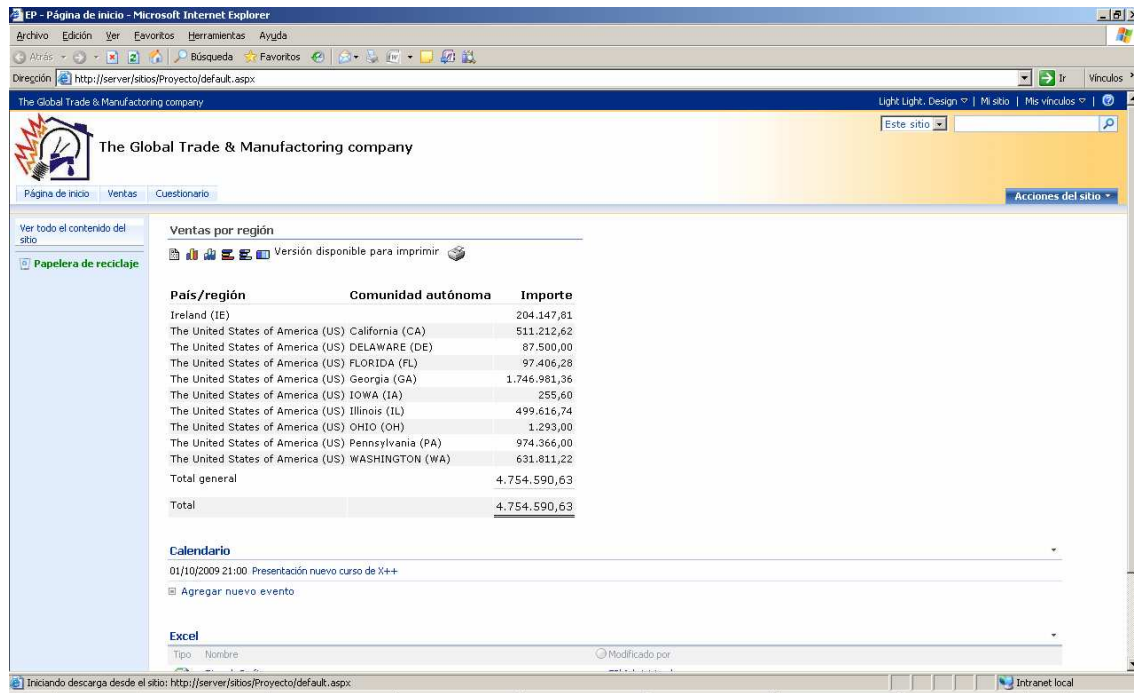 EP - Página de inicio - Microsoft Internet Explorer
Archivo Edición Ver Favoritos Herramientas Ayuda
Atrás Búsqueda Favoritos
Dirección http://server/sitios/Proyecto/default.aspx Ir Vínculos
The Global Trade & Manufactoring company Light Light. Design | Mi sitio | Mis vínculos |
Este sitio
The Global Trade & Manufactoring company
Página de inicio Ventas Cuestionario Acciones del sitio
Ver todo el contenido del sitio
Papelera de reciclaje
Ventas por región
Versión disponible para imprimir
País/región Comunidad autónoma Importe
Ireland (IE) 204.147,81
The United States of America (US) California (CA) 511.212,62
The United States of America (US) DELAWARE (DE) 87.500,00
The United States of America (US) FLORIDA (FL) 97.406,28
The United States of America (US) Georgia (GA) 1.746.981,36
The United States of America (US) IOWA (IA) 255,60
The United States of America (US) Illinois (IL) 499.616,74
The United States of America (US) OHIO (OH) 1.293,00
The United States of America (US) Pennsylvania (PA) 974.366,00
The United States of America (US) WASHINGTON (WA) 631.811,22
Total general 4.754.590,63
Total 4.754.590,63
Calendario
01/10/2009 21:00 Presentación nuevo curso de X++
Agregar nuevo evento
Excel
Tipo Nombre Modificado por
Iniciando descarga desde el sitio: http://server/sitios/Proyecto/default.aspx Intranet local